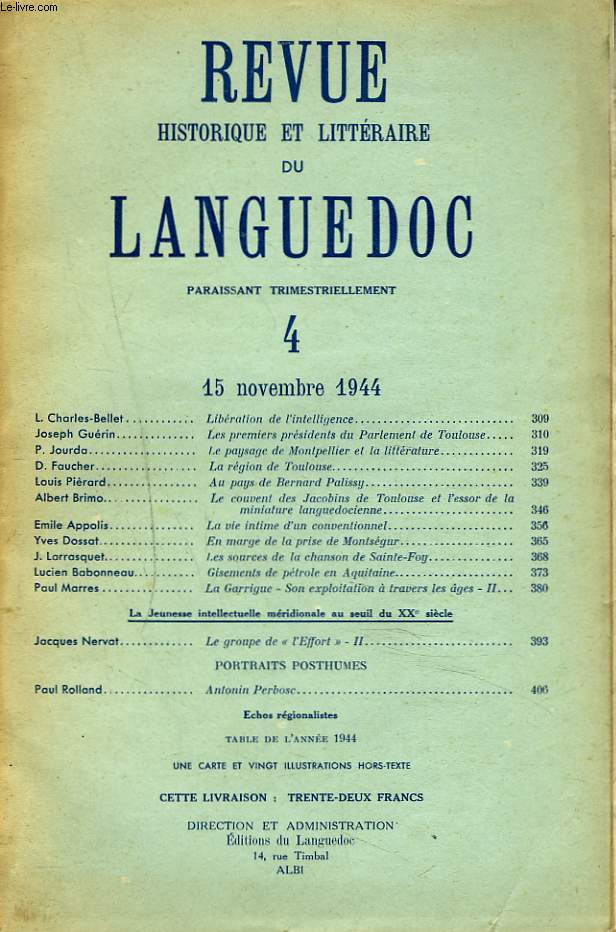 Le-livre.com
REVUE
HISTORIQUE ET LITTÉRAIRE
DU
LANGUEDOC
PARAISSANT TRIMESTRIELLEMENT
4
15 novembre 1944
L. Charles-Bellet............ Libération de l'intelligence............................ 309
Joseph Guérin............. Les premiers présidents du Parlement de Toulouse..... 310
P. Jourda.................. Le paysage de Montpellier et la littérature............. 319
D. Faucher................. La région de Toulouse................................ 325
Louis Piérard.............. Au pays de Bernard Palissy.......................... 339
Albert Brimo............... Le couvent des Jacobins de Toulouse et l'essor de la
miniature languedocienne....................... 346
Emile Appolis.............. La vie intime d'un conventionnel...................... 356
Yves Dossat................ En marge de la prise de Montségur.................... 365
J. Larrasquet.............. Les sources de la chanson de Sainte-Foy............... 368
Lucien Babonneau.......... Gisements de pétrole en Aquitaine..................... 373
Paul Marres ............... La Garrigue - Son exploitation à travers les âges - II... 380
La Jeunesse intellectuelle méridionale au seuil du XXe siècle
Jacques Nervat............. Le groupe de « l'Effort » - II.......................... 393
PORTRAITS POSTHUMES
Paul Rolland............... Antonin Perbosc...................................... 406
Echos régionalistes
TABLE DE L'ANNÉE 1944
UNE CARTE ET VINGT ILLUSTRATIONS HORS-TEXTE
CETTE LIVRAISON : TRENTE-DEUX FRANCS
DIRECTION ET ADMINISTRATION
Éditions du Languedoc
14, rue Timbal
ALBI